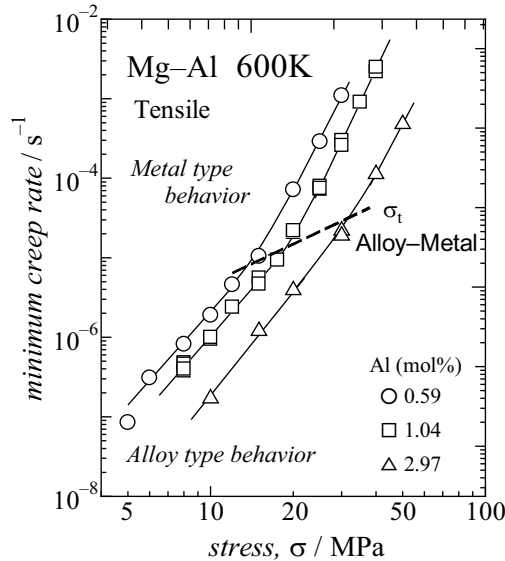 10⁻²
Mg–Al 600K
Tensile
Metal type
behavior
10⁻⁴
σt
Alloy–Metal
minimum creep rate / s⁻¹
10⁻⁶
Al (mol%)
0.59
1.04
2.97
Alloy type behavior
10⁻⁸
5 10 20 50 100
stress, σ / MPa